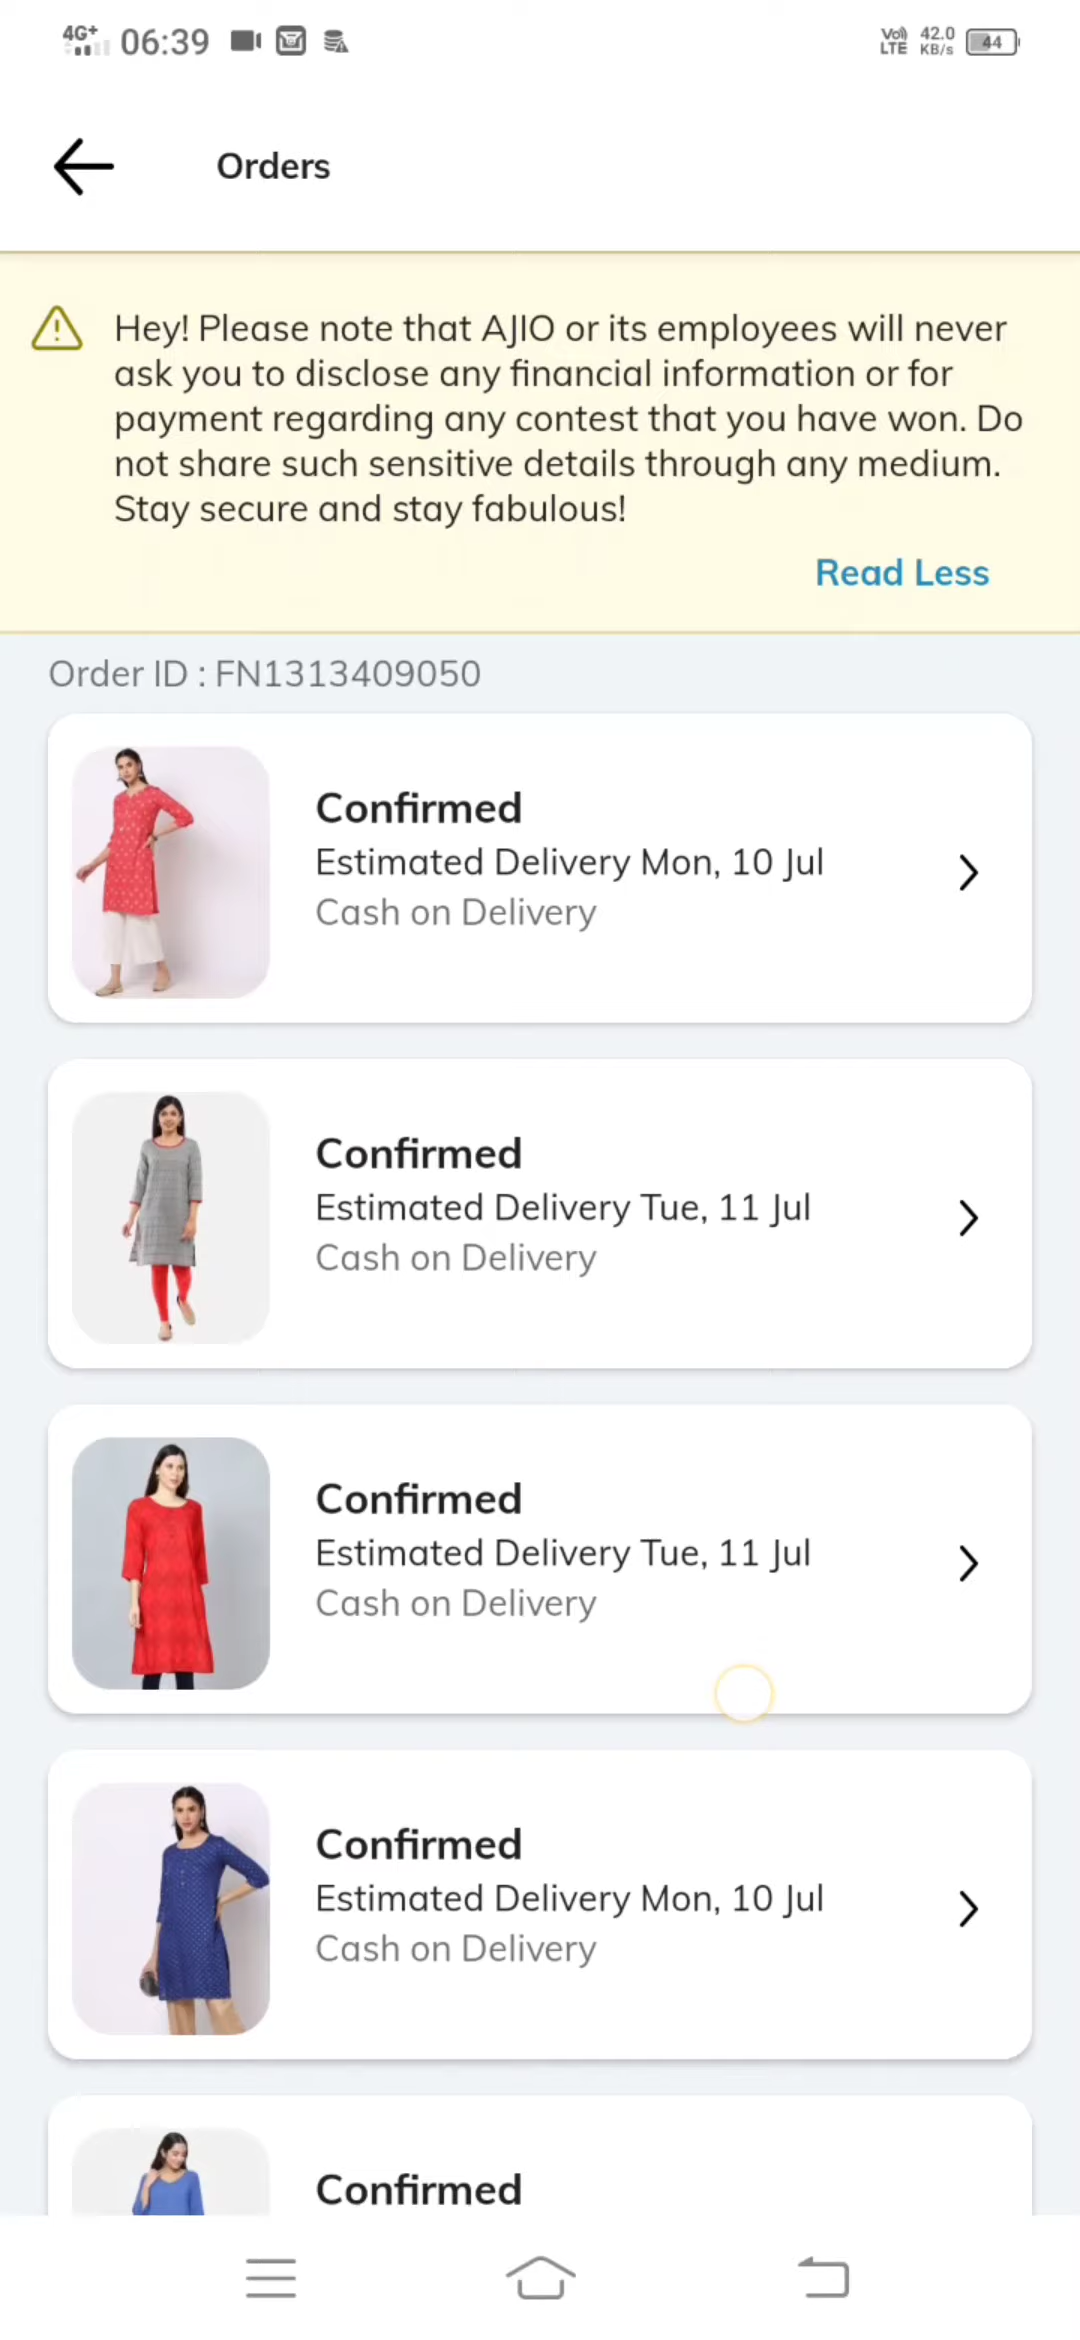 4G+ 06:39 Vo) LTE 42.0 KB/s 44
Orders
Hey! Please note that AJIO or its employees will never
ask you to disclose any financial information or for
payment regarding any contest that you have won. Do
not share such sensitive details through any medium.
Stay secure and stay fabulous!
Read Less
Order ID : FN1313409050
Confirmed
Estimated Delivery Mon, 10 Jul
Cash on Delivery
Confirmed
Estimated Delivery Tue, 11 Jul
Cash on Delivery
Confirmed
Estimated Delivery Tue, 11 Jul
Cash on Delivery
Confirmed
Estimated Delivery Mon, 10 Jul
Cash on Delivery
Confirmed